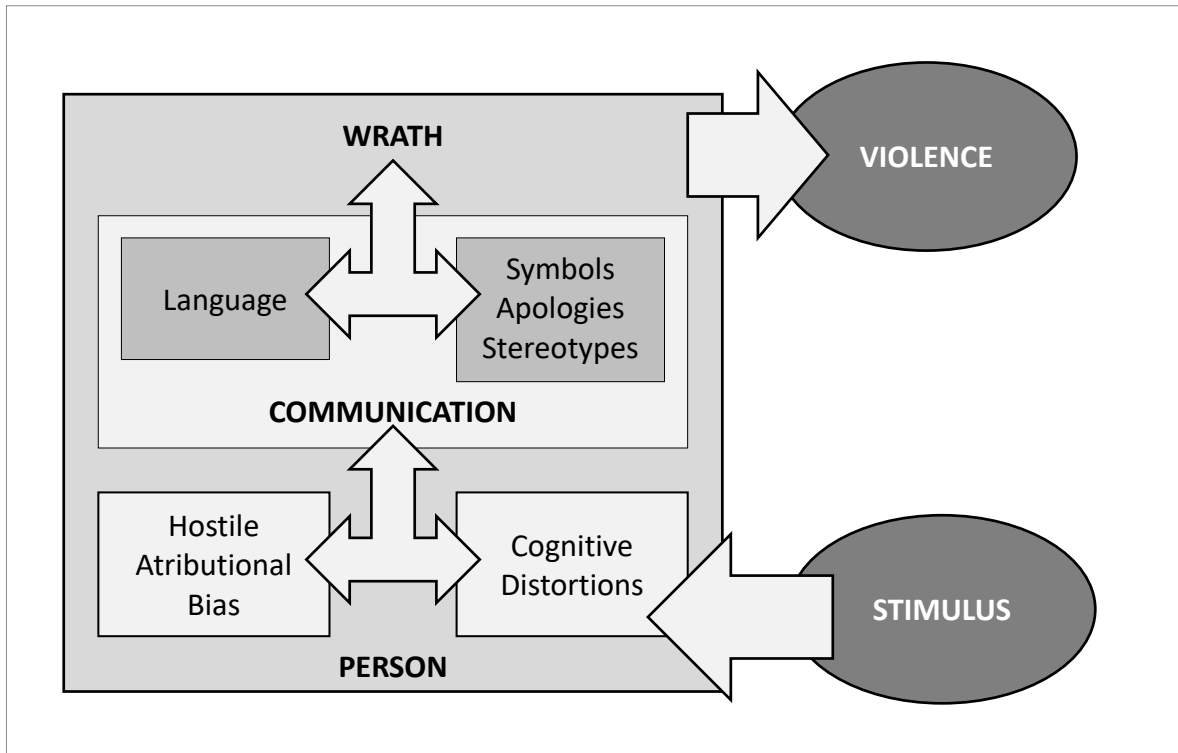 WRATH
VIOLENCE
Language
Symbols
Apologies
Stereotypes
COMMUNICATION
Hostile
Atributional
Bias
Cognitive
Distortions
STIMULUS
PERSON